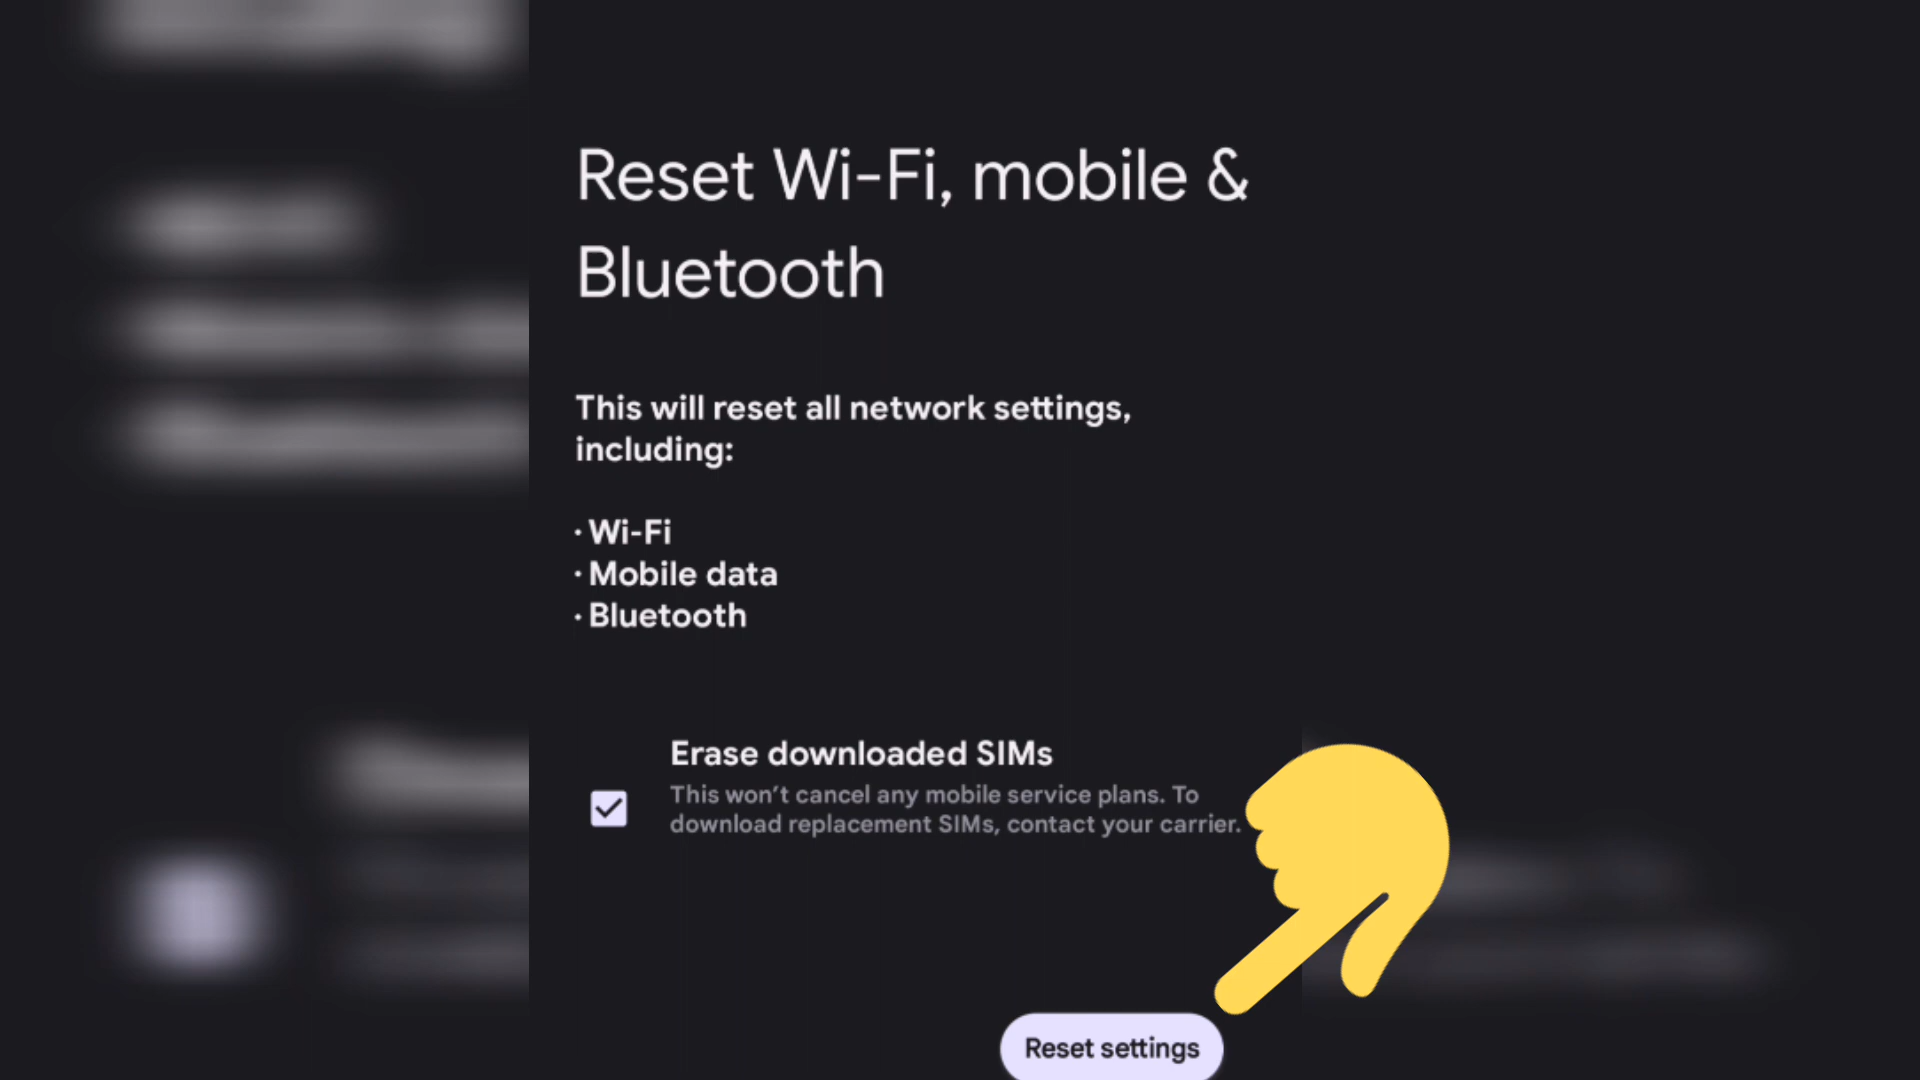 Reset Wi-Fi, mobile &
Bluetooth
This will reset all network settings,
including:
· Wi-Fi
· Mobile data
· Bluetooth
Erase downloaded SIMs
This won't cancel any mobile service plans. To
download replacement SIMs, contact your carrier.
Reset settings